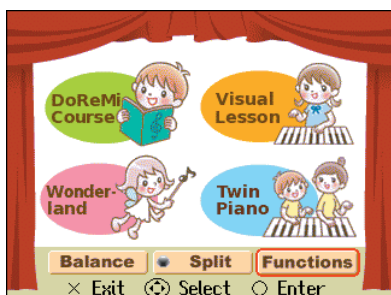 DoReMi
Course
Visual
Lesson
Wonder-
land
Twin
Piano
Balance Split Functions
× Exit Select ○ Enter